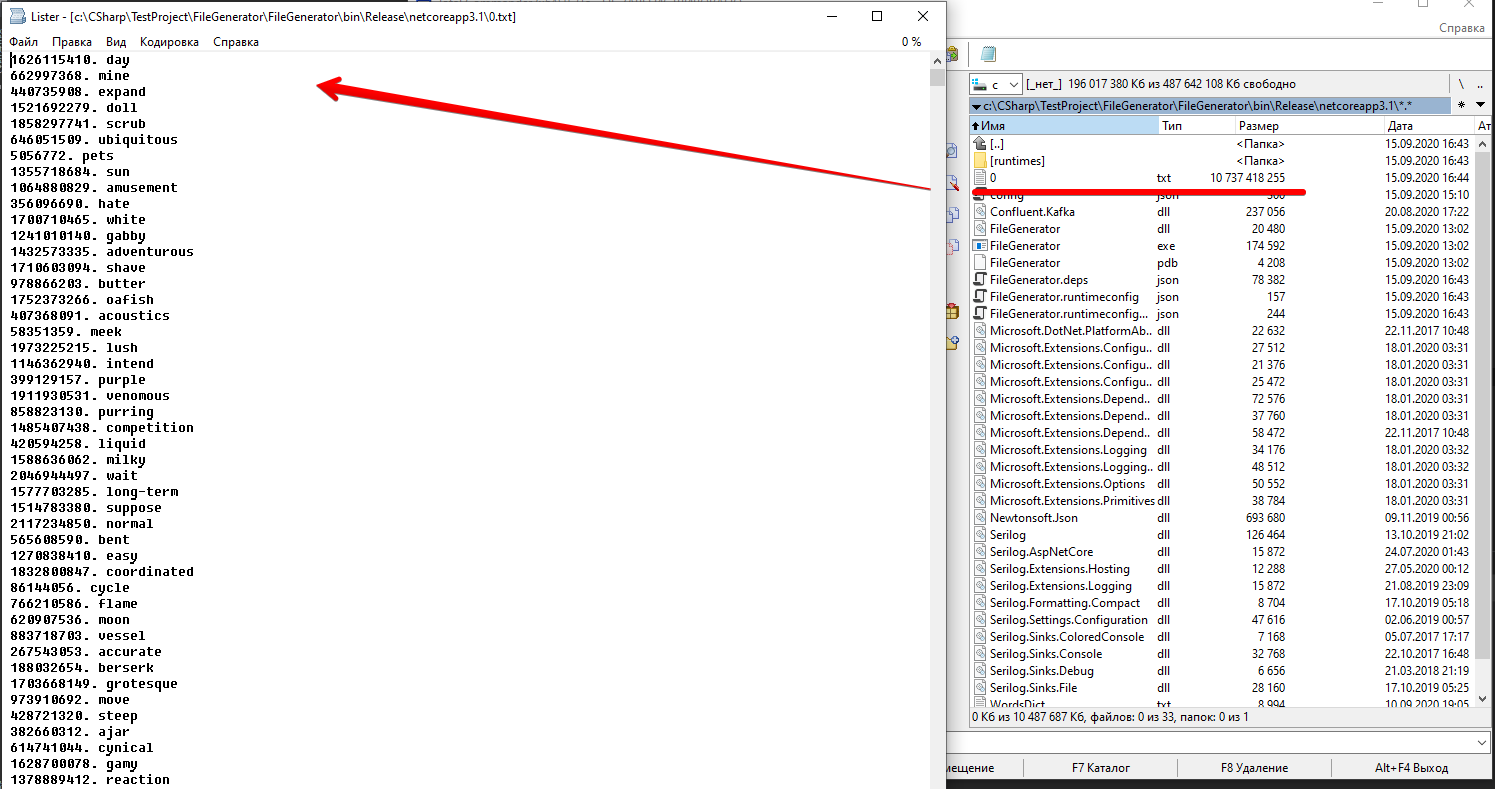 Lister - [c:\CSharp\TestProject\FileGenerator\FileGenerator\bin\Release\netcoreapp3.1\0.txt]
Файл Правка Вид Кодировка Справка 0 %
1626115410. day
662997368. mine
440735908. expand
1521692279. doll
1858297741. scrub
646051509. ubiquitous
5056772. pets
1355718684. sun
1064880829. amusement
356096690. hate
1700710465. white
1241010140. gabby
1432573335. adventurous
1710603094. shave
978866203. butter
1752373266. oafish
407368091. acoustics
58351359. meek
1973225215. lush
1146362940. intend
399129157. purple
1911930531. venomous
858823130. purring
1485407438. competition
420594258. liquid
1588636062. milky
2046944497. wait
1577703285. long-term
1514783380. suppose
2117234850. normal
565608590. bent
1270838410. easy
1832800847. coordinated
86144056. cycle
766210586. flame
620907536. moon
883718703. vessel
267543053. accurate
188032654. berserk
1703668149. grotesque
973910692. move
428721320. steep
382660312. ajar
614741044. cynical
1628700078. gamy
1378889412. reaction
Справка
c [_нет_] 196 017 380 Кб из 487 642 108 Кб свободно \ ..
c:\CSharp\TestProject\FileGenerator\FileGenerator\bin\Release\netcoreapp3.1\*.* *
Имя Тип Размер Дата Ат
[..] <Папка> 15.09.2020 16:43
[runtimes] <Папка> 15.09.2020 16:43
0 txt 10 737 418 255 15.09.2020 16:44
config json 15.09.2020 15:10
Confluent.Kafka dll 237 056 20.08.2020 17:22
FileGenerator dll 20 480 15.09.2020 13:02
FileGenerator exe 174 592 15.09.2020 13:02
FileGenerator pdb 4 208 15.09.2020 13:02
FileGenerator.deps json 78 382 15.09.2020 16:43
FileGenerator.runtimeconfig json 157 15.09.2020 16:43
FileGenerator.runtimeconfig... json 244 15.09.2020 16:43
Microsoft.DotNet.PlatformAb.. dll 22 632 22.11.2017 10:48
Microsoft.Extensions.Configu.. dll 27 512 18.01.2020 03:31
Microsoft.Extensions.Configu.. dll 21 376 18.01.2020 03:31
Microsoft.Extensions.Configu.. dll 25 472 18.01.2020 03:31
Microsoft.Extensions.Depend.. dll 72 576 18.01.2020 03:31
Microsoft.Extensions.Depend.. dll 37 760 18.01.2020 03:31
Microsoft.Extensions.Depend.. dll 58 472 22.11.2017 10:48
Microsoft.Extensions.Logging dll 34 176 18.01.2020 03:32
Microsoft.Extensions.Logging.. dll 48 512 18.01.2020 03:32
Microsoft.Extensions.Options dll 50 552 18.01.2020 03:31
Microsoft.Extensions.Primitives dll 38 784 18.01.2020 03:31
Newtonsoft.Json dll 693 680 09.11.2019 00:56
Serilog dll 126 464 13.10.2019 21:02
Serilog.AspNetCore dll 15 872 24.07.2020 01:43
Serilog.Extensions.Hosting dll 12 288 27.05.2020 00:12
Serilog.Extensions.Logging dll 15 872 21.08.2019 23:09
Serilog.Formatting.Compact dll 8 704 17.10.2019 05:18
Serilog.Settings.Configuration dll 47 616 02.06.2019 00:57
Serilog.Sinks.ColoredConsole dll 7 168 05.07.2017 17:17
Serilog.Sinks.Console dll 32 768 22.10.2017 16:48
Serilog.Sinks.Debug dll 6 656 21.03.2018 21:19
Serilog.Sinks.File dll 28 160 17.10.2019 05:25
WordsDict txt 8 994 10.09.2020 19:05
0 Кб из 10 487 687 Кб, файлов: 0 из 33, папок: 0 из 1
мещение F7 Каталог F8 Удаление Alt+F4 Выход